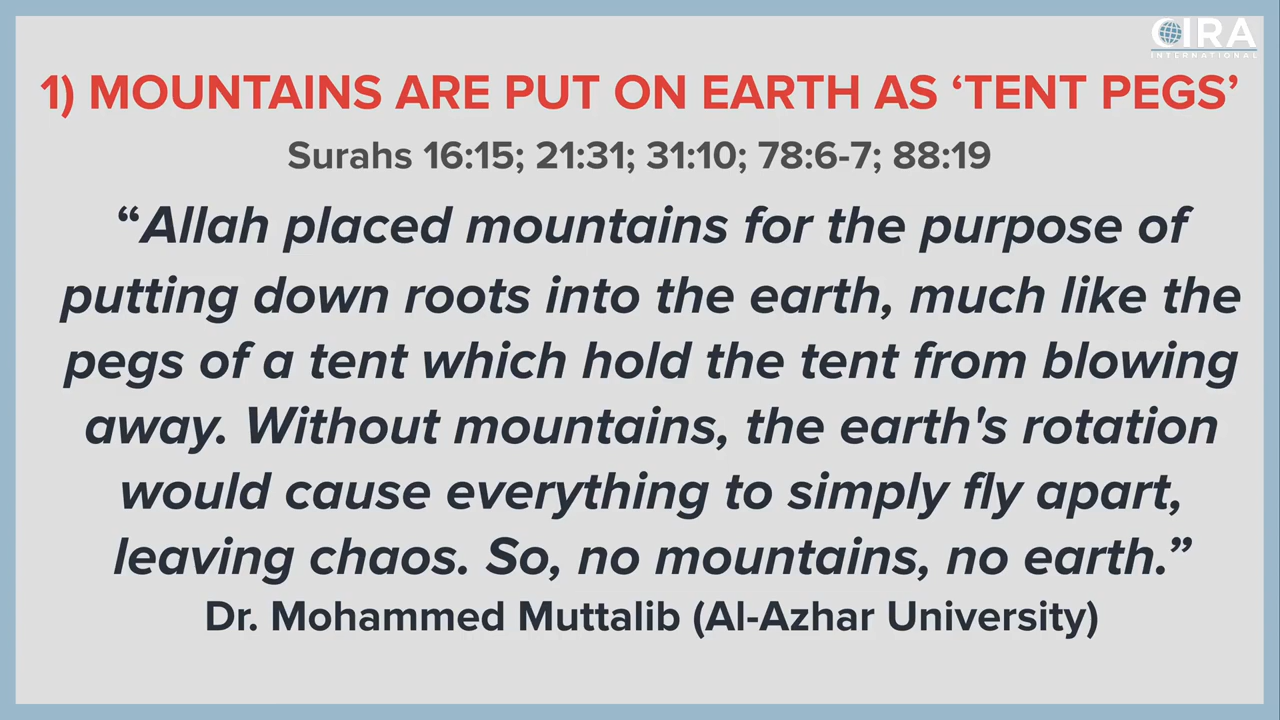 CIRA
INTERNATIONAL
1) MOUNTAINS ARE PUT ON EARTH AS ‘TENT PEGS’
Surahs 16:15; 21:31; 31:10; 78:6-7; 88:19
“Allah placed mountains for the purpose of
putting down roots into the earth, much like the
pegs of a tent which hold the tent from blowing
away. Without mountains, the earth's rotation
would cause everything to simply fly apart,
leaving chaos. So, no mountains, no earth.”
Dr. Mohammed Muttalib (Al-Azhar University)